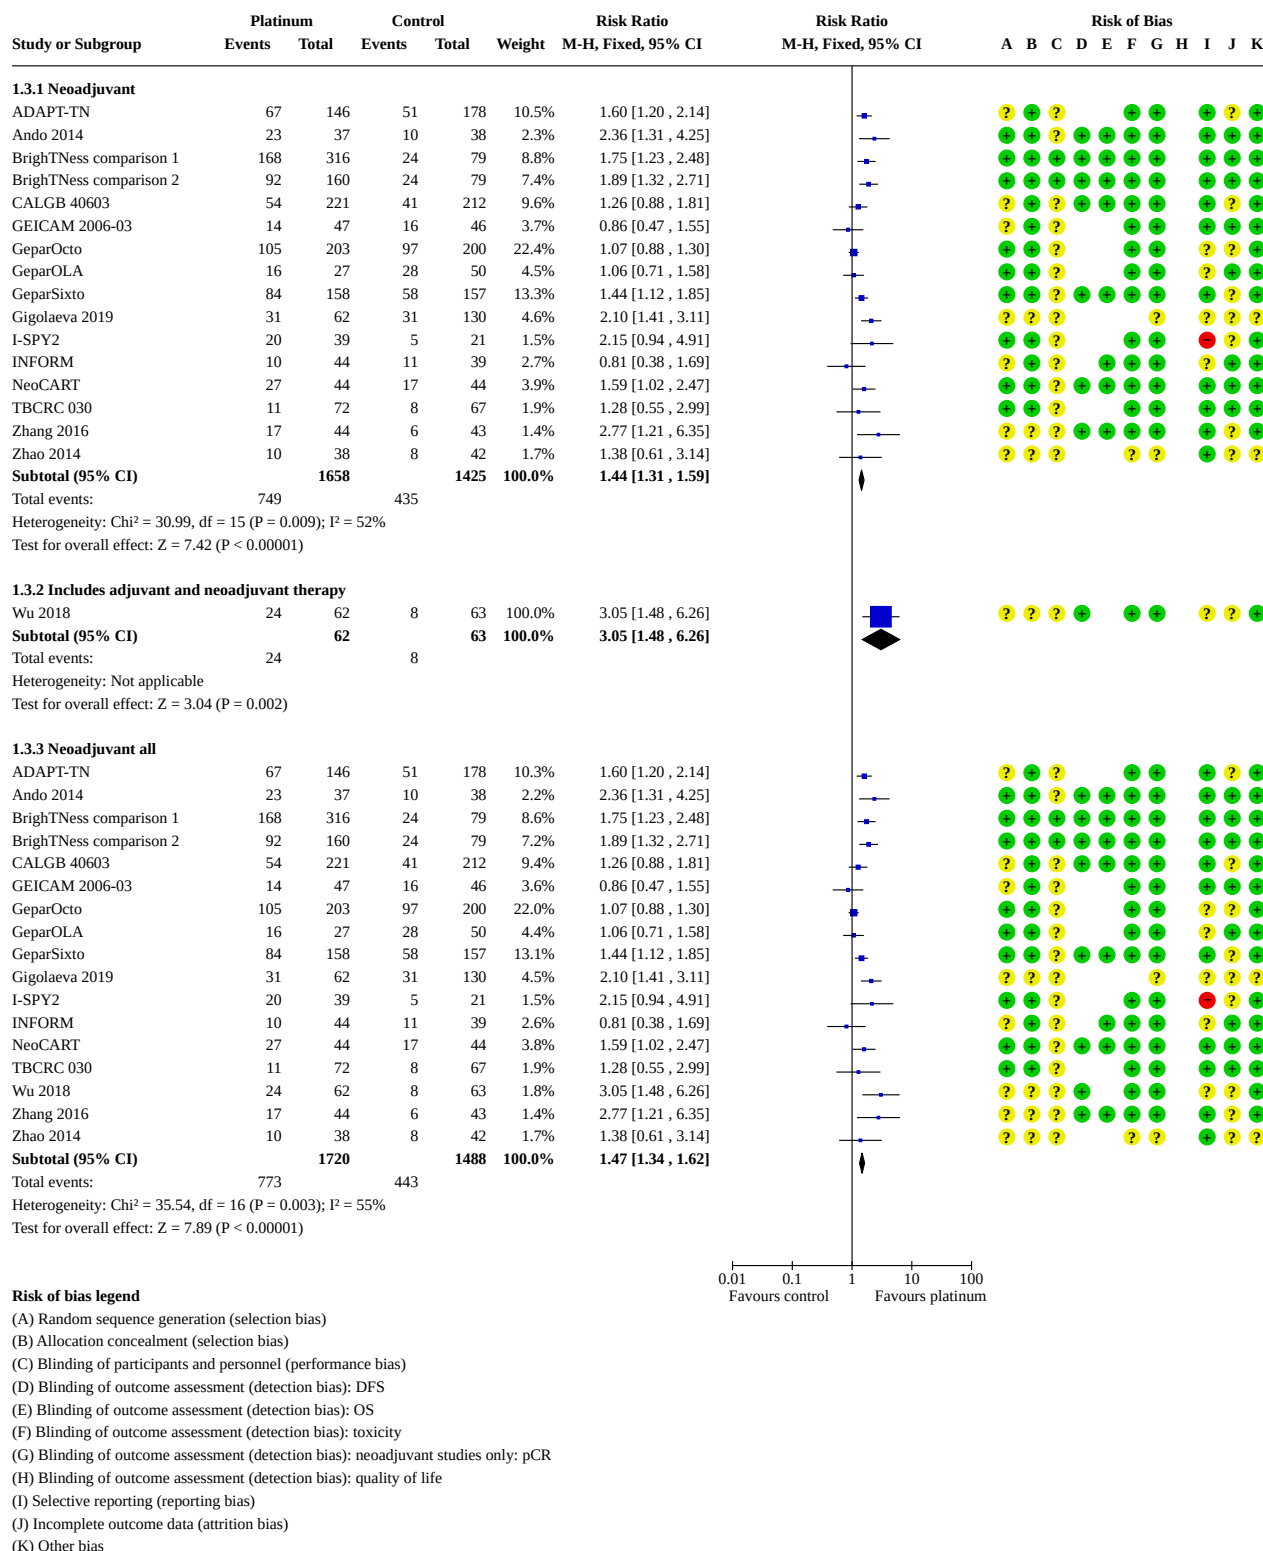 Platinum Control Risk Ratio Risk Ratio Risk of Bias
Study or Subgroup Events Total Events Total Weight M-H, Fixed, 95% CI M-H, Fixed, 95% CI A B C D E F G H I J K
1.3.1 Neoadjuvant
ADAPT-TN 67 146 51 178 10.5% 1.60 [1.20 , 2.14] ? + ? + + + ? +
Ando 2014 23 37 10 38 2.3% 2.36 [1.31 , 4.25] + + ? + + + + + + +
BrighTNess comparison 1 168 316 24 79 8.8% 1.75 [1.23 , 2.48] + + + + + + + + + +
BrighTNess comparison 2 92 160 24 79 7.4% 1.89 [1.32 , 2.71] + + + + + + + + + +
CALGB 40603 54 221 41 212 9.6% 1.26 [0.88 , 1.81] ? + ? + + + + + ? +
GEICAM 2006-03 14 47 16 46 3.7% 0.86 [0.47 , 1.55] ? + ? + + + + +
GeparOcto 105 203 97 200 22.4% 1.07 [0.88 , 1.30] + + ? + + ? ? +
GeparOLA 16 27 28 50 4.5% 1.06 [0.71 , 1.58] + + ? + + ? + +
GeparSixto 84 158 58 157 13.3% 1.44 [1.12 , 1.85] + + ? + + + + + ? +
Gigolaeva 2019 31 62 31 130 4.6% 2.10 [1.41 , 3.11] ? ? ? ? ? ? ?
I-SPY2 20 39 5 21 1.5% 2.15 [0.94 , 4.91] + + ? + + − ? +
INFORM 10 44 11 39 2.7% 0.81 [0.38 , 1.69] ? + ? + + + ? + +
NeoCART 27 44 17 44 3.9% 1.59 [1.02 , 2.47] + + ? + + + + + + +
TBCRC 030 11 72 8 67 1.9% 1.28 [0.55 , 2.99] + + ? + + + + +
Zhang 2016 17 44 6 43 1.4% 2.77 [1.21 , 6.35] ? ? ? + + + + + ? +
Zhao 2014 10 38 8 42 1.7% 1.38 [0.61 , 3.14] ? ? ? ? ? + ? ?
Subtotal (95% CI) 1658 1425 100.0% 1.44 [1.31 , 1.59]
Total events: 749 435
Heterogeneity: Chi² = 30.99, df = 15 (P = 0.009); I² = 52%
Test for overall effect: Z = 7.42 (P < 0.00001)
1.3.2 Includes adjuvant and neoadjuvant therapy
Wu 2018 24 62 8 63 100.0% 3.05 [1.48 , 6.26] ? ? ? + + + ? ? +
Subtotal (95% CI) 62 63 100.0% 3.05 [1.48 , 6.26]
Total events: 24 8
Heterogeneity: Not applicable
Test for overall effect: Z = 3.04 (P = 0.002)
1.3.3 Neoadjuvant all
ADAPT-TN 67 146 51 178 10.3% 1.60 [1.20 , 2.14] ? + ? + + + ? +
Ando 2014 23 37 10 38 2.2% 2.36 [1.31 , 4.25] + + ? + + + + + + +
BrighTNess comparison 1 168 316 24 79 8.6% 1.75 [1.23 , 2.48] + + + + + + + + + +
BrighTNess comparison 2 92 160 24 79 7.2% 1.89 [1.32 , 2.71] + + + + + + + + + +
CALGB 40603 54 221 41 212 9.4% 1.26 [0.88 , 1.81] ? + ? + + + + + ? +
GEICAM 2006-03 14 47 16 46 3.6% 0.86 [0.47 , 1.55] ? + ? + + + + +
GeparOcto 105 203 97 200 22.0% 1.07 [0.88 , 1.30] + + ? + + ? ? +
GeparOLA 16 27 28 50 4.4% 1.06 [0.71 , 1.58] + + ? + + ? + +
GeparSixto 84 158 58 157 13.1% 1.44 [1.12 , 1.85] + + ? + + + + + ? +
Gigolaeva 2019 31 62 31 130 4.5% 2.10 [1.41 , 3.11] ? ? ? ? ? ? ?
I-SPY2 20 39 5 21 1.5% 2.15 [0.94 , 4.91] + + ? + + − ? +
INFORM 10 44 11 39 2.6% 0.81 [0.38 , 1.69] ? + ? + + + ? + +
NeoCART 27 44 17 44 3.8% 1.59 [1.02 , 2.47] + + ? + + + + + + +
TBCRC 030 11 72 8 67 1.9% 1.28 [0.55 , 2.99] + + ? + + + + +
Wu 2018 24 62 8 63 1.8% 3.05 [1.48 , 6.26] ? ? ? + + + ? ? +
Zhang 2016 17 44 6 43 1.4% 2.77 [1.21 , 6.35] ? ? ? + + + + + ? +
Zhao 2014 10 38 8 42 1.7% 1.38 [0.61 , 3.14] ? ? ? ? ? + ? ?
Subtotal (95% CI) 1720 1488 100.0% 1.47 [1.34 , 1.62]
Total events: 773 443
Heterogeneity: Chi² = 35.54, df = 16 (P = 0.003); I² = 55%
Test for overall effect: Z = 7.89 (P < 0.00001)
0.01 0.1 1 10 100
Favours control Favours platinum
Risk of bias legend
(A) Random sequence generation (selection bias)
(B) Allocation concealment (selection bias)
(C) Blinding of participants and personnel (performance bias)
(D) Blinding of outcome assessment (detection bias): DFS
(E) Blinding of outcome assessment (detection bias): OS
(F) Blinding of outcome assessment (detection bias): toxicity
(G) Blinding of outcome assessment (detection bias): neoadjuvant studies only: pCR
(H) Blinding of outcome assessment (detection bias): quality of life
(I) Selective reporting (reporting bias)
(J) Incomplete outcome data (attrition bias)
(K) Other bias